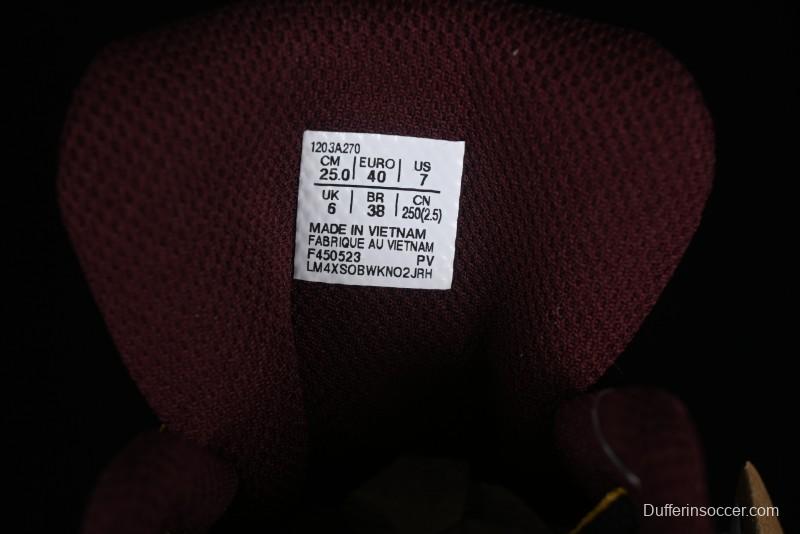 1203A270
CM | EURO | US
25.0 | 40 | 7
UK | BR | CN
6 | 38 | 250(2.5)
MADE IN VIETNAM
FABRIQUE AU VIETNAM
F450523 PV
LM4XSOBWKNO2JRH
Dufferinsoccer.com